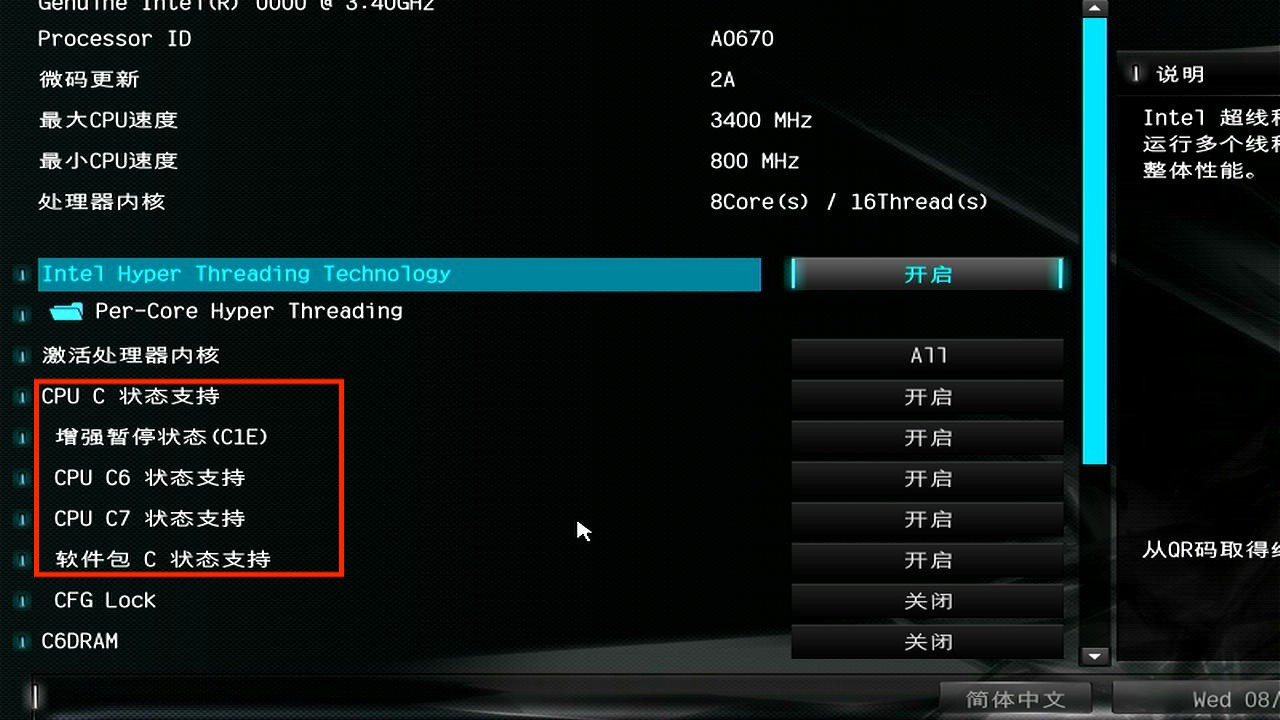 Genuine Intel(R) 0000 @ 3.40GHz
Processor ID A0670
微码更新 2A
最大CPU速度 3400 MHz
最小CPU速度 800 MHz
处理器内核 8Core(s) / 16Thread(s)
Intel Hyper Threading Technology 开启
Per-Core Hyper Threading
激活处理器内核 All
CPU C 状态支持 开启
增强暂停状态(C1E) 开启
CPU C6 状态支持 开启
CPU C7 状态支持 开启
软件包 C 状态支持 开启
CFG Lock 关闭
C6DRAM 关闭
说明
Intel 超线
运行多个线
整体性能。
从QR码取得
简体中文
Wed 08/